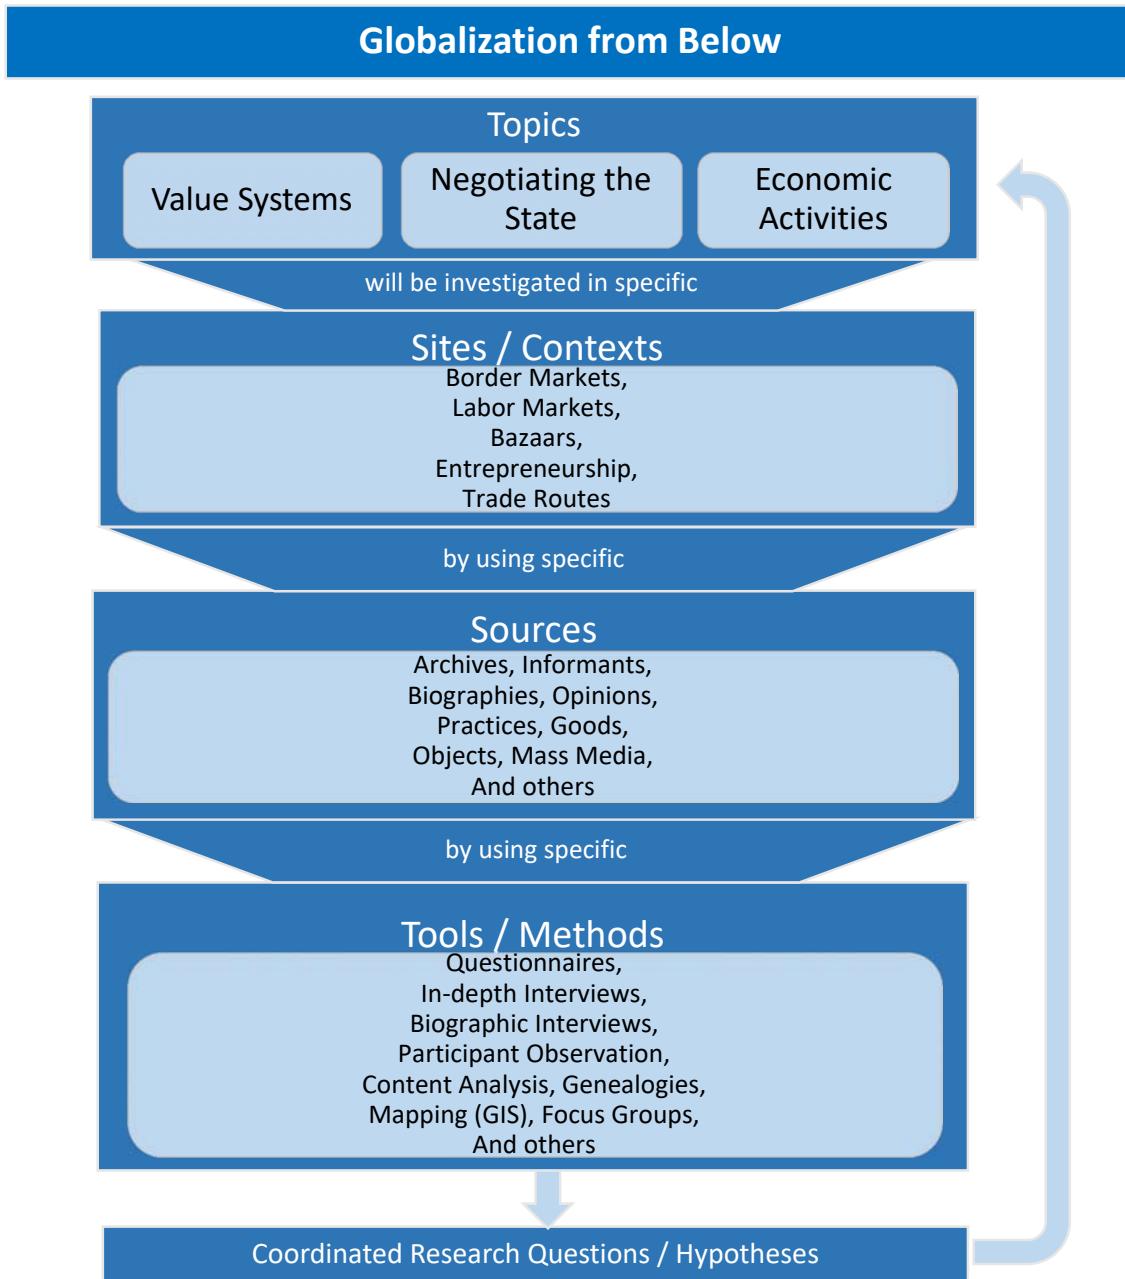 Globalization from Below
Topics
Value Systems
Negotiating the
State
Economic
Activities
will be investigated in specific
Sites / Contexts
Border Markets,
Labor Markets,
Bazaars,
Entrepreneurship,
Trade Routes
by using specific
Sources
Archives, Informants,
Biographies, Opinions,
Practices, Goods,
Objects, Mass Media,
And others
by using specific
Tools / Methods
Questionnaires,
In-depth Interviews,
Biographic Interviews,
Participant Observation,
Content Analysis, Genealogies,
Mapping (GIS), Focus Groups,
And others
Coordinated Research Questions / Hypotheses